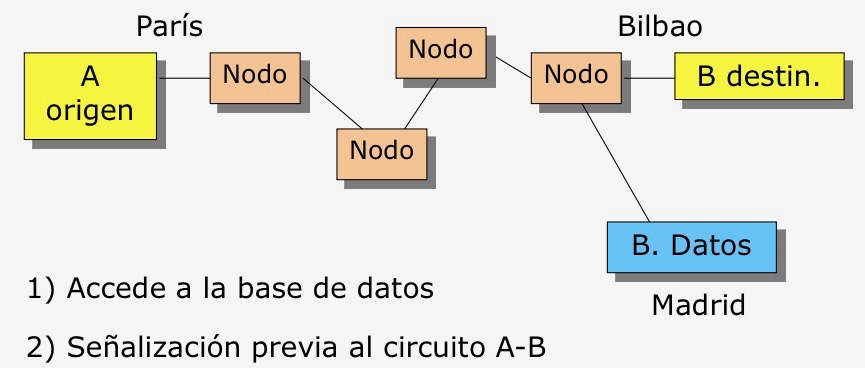 París
Bilbao
A
origen
Nodo
Nodo
Nodo
Nodo
B destin.
B. Datos
Madrid
1) Accede a la base de datos
2) Señalización previa al circuito A-B